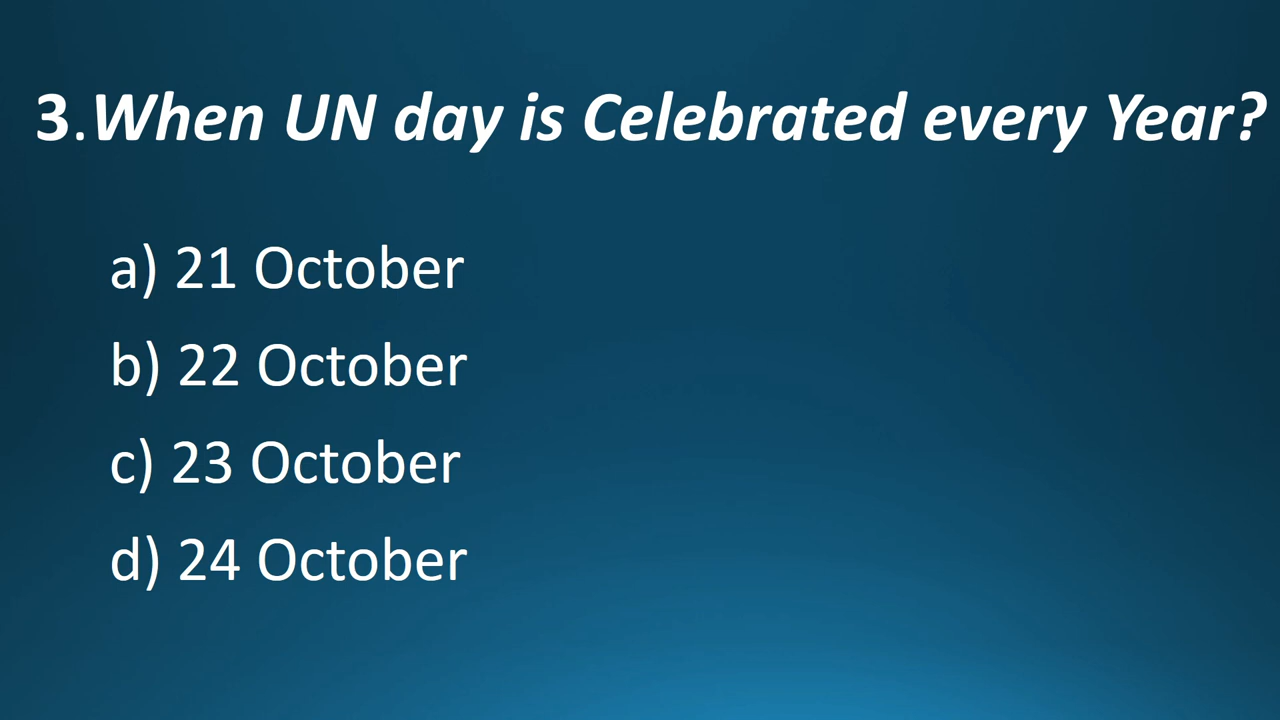 3.When UN day is Celebrated every Year?
a) 21 October
b) 22 October
c) 23 October
d) 24 October